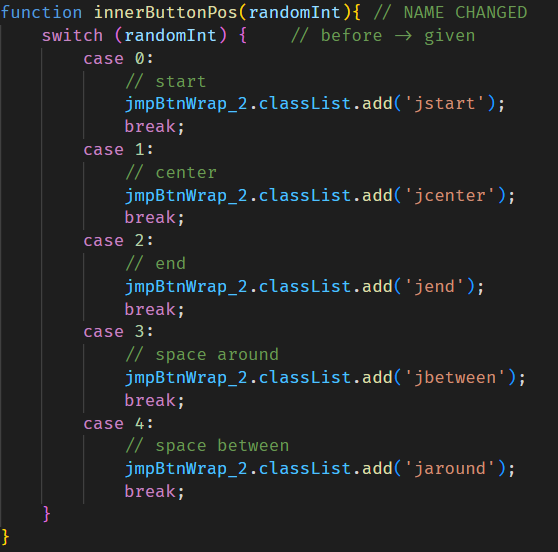 function innerButtonPos(randomInt){ // NAME CHANGED
switch (randomInt) { // before -> given
case 0:
// start
jmpBtnWrap_2.classList.add('jstart');
break;
case 1:
// center
jmpBtnWrap_2.classList.add('jcenter');
break;
case 2:
// end
jmpBtnWrap_2.classList.add('jend');
break;
case 3:
// space around
jmpBtnWrap_2.classList.add('jbetween');
break;
case 4:
// space between
jmpBtnWrap_2.classList.add('jaround');
break;
}
}